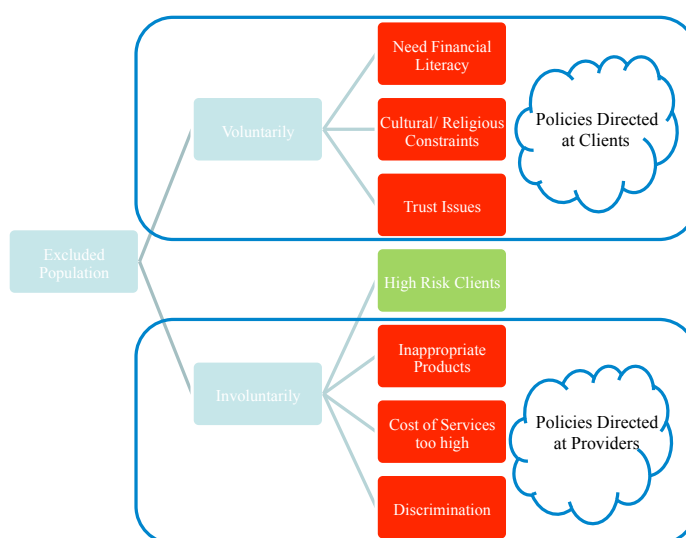 Need Financial
Literacy
Voluntarily
Cultural/ Religious
Constraints
Policies Directed
at Clients
Trust Issues
Excluded
Population
High Risk Clients
Inappropriate
Products
Involuntarily
Cost of Services
too high
Policies Directed
at Providers
Discrimination